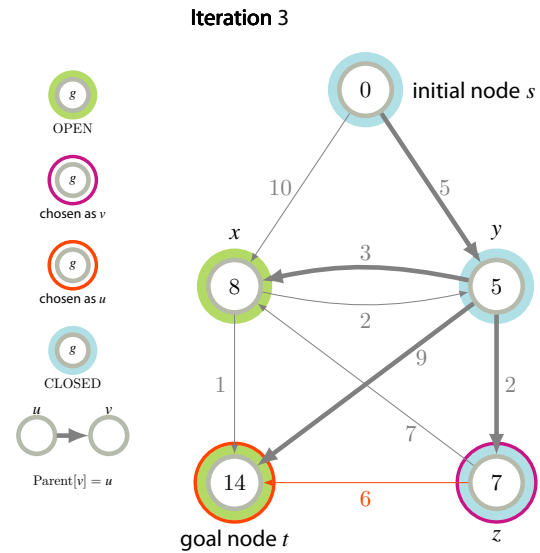 Iteration 3
g
OPEN
g
chosen as v
g
chosen as u
g
CLOSED
u v
Parent[v] = u
0
initial node s
10
5
x
y
3
8
5
2
9
1
2
7
14
6
7
goal node t
z